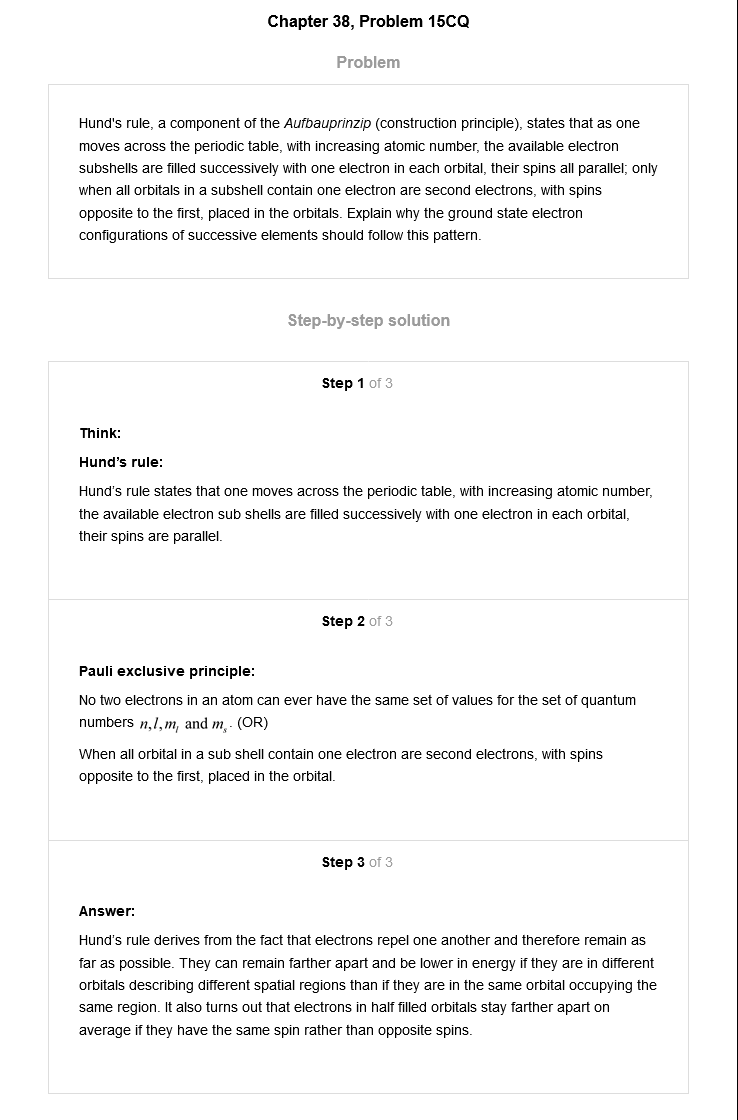 Chapter 38, Problem 15CQ
Problem
Hund's rule, a component of the Aufbauprinzip (construction principle), states that as one
moves across the periodic table, with increasing atomic number, the available electron
subshells are filled successively with one electron in each orbital, their spins all parallel; only
when all orbitals in a subshell contain one electron are second electrons, with spins
opposite to the first, placed in the orbitals. Explain why the ground state electron
configurations of successive elements should follow this pattern.
Step-by-step solution
Step 1 of 3
Think:
Hund’s rule:
Hund’s rule states that one moves across the periodic table, with increasing atomic number,
the available electron sub shells are filled successively with one electron in each orbital,
their spins are parallel.
Step 2 of 3
Pauli exclusive principle:
No two electrons in an atom can ever have the same set of values for the set of quantum
numbers n, l, m_l and m_s. (OR)
When all orbital in a sub shell contain one electron are second electrons, with spins
opposite to the first, placed in the orbital.
Step 3 of 3
Answer:
Hund’s rule derives from the fact that electrons repel one another and therefore remain as
far as possible. They can remain farther apart and be lower in energy if they are in different
orbitals describing different spatial regions than if they are in the same orbital occupying the
same region. It also turns out that electrons in half filled orbitals stay farther apart on
average if they have the same spin rather than opposite spins.